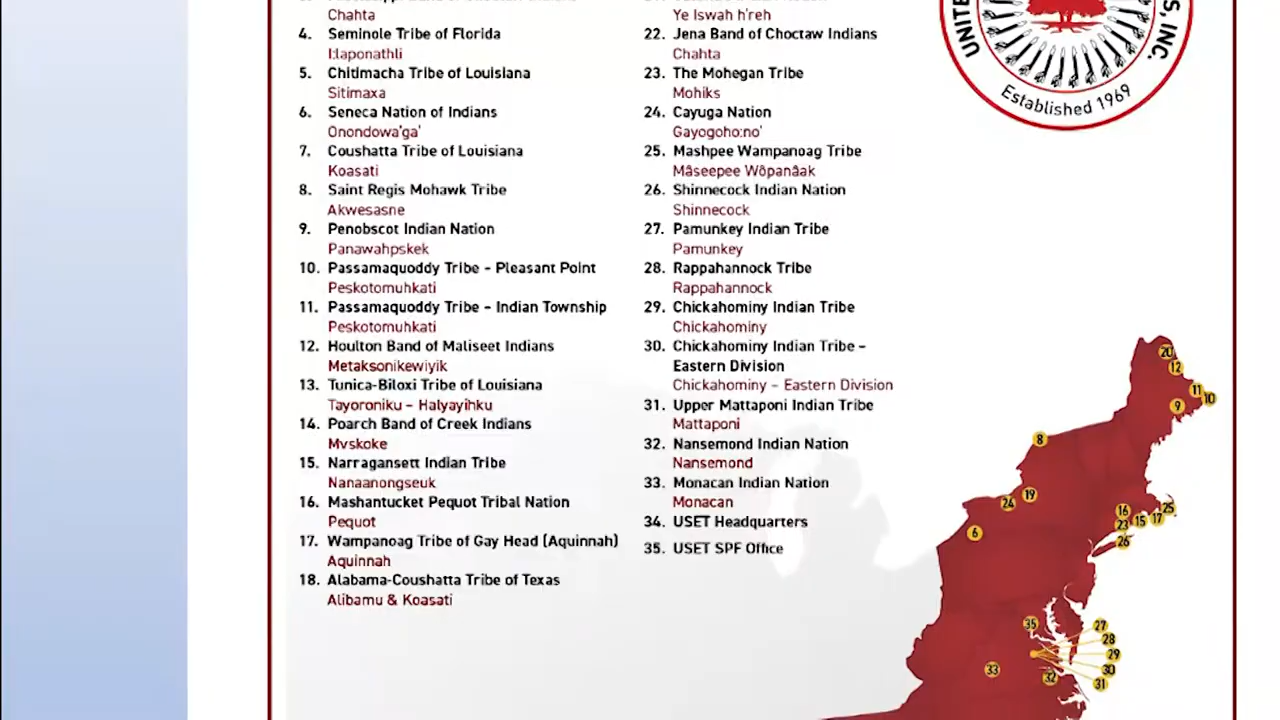 Chahta
4. Seminole Tribe of Florida
I:laponathli
5. Chitimacha Tribe of Louisiana
Sitimaxa
6. Seneca Nation of Indians
Onondowa'ga'
7. Coushatta Tribe of Louisiana
Koasati
8. Saint Regis Mohawk Tribe
Akwesasne
9. Penobscot Indian Nation
Panawahpskek
10. Passamaquoddy Tribe – Pleasant Point
Peskotomuhkati
11. Passamaquoddy Tribe – Indian Township
Peskotomuhkati
12. Houlton Band of Maliseet Indians
Metaksonikewiyik
13. Tunica-Biloxi Tribe of Louisiana
Tayoroniku – Halyayihku
14. Poarch Band of Creek Indians
Mvskoke
15. Narragansett Indian Tribe
Nanaanongseuk
16. Mashantucket Pequot Tribal Nation
Pequot
17. Wampanoag Tribe of Gay Head (Aquinnah)
Aquinnah
18. Alabama-Coushatta Tribe of Texas
Alibamu & Koasati
Ye Iswah h'reh
22. Jena Band of Choctaw Indians
Chahta
23. The Mohegan Tribe
Mohiks
24. Cayuga Nation
Gayogoho:no'
25. Mashpee Wampanoag Tribe
Mâseepee Wôpanâak
26. Shinnecock Indian Nation
Shinnecock
27. Pamunkey Indian Tribe
Pamunkey
28. Rappahannock Tribe
Rappahannock
29. Chickahominy Indian Tribe
Chickahominy
30. Chickahominy Indian Tribe –
Eastern Division
Chickahominy – Eastern Division
31. Upper Mattaponi Indian Tribe
Mattaponi
32. Nansemond Indian Nation
Nansemond
33. Monacan Indian Nation
Monacan
34. USET Headquarters
35. USET SPF Office
UNITE
S, INC.
Established 1969
20
12
11
10
9
8
19
24
6
16
25
23
15
17
26
35
27
28
29
30
31
32
33